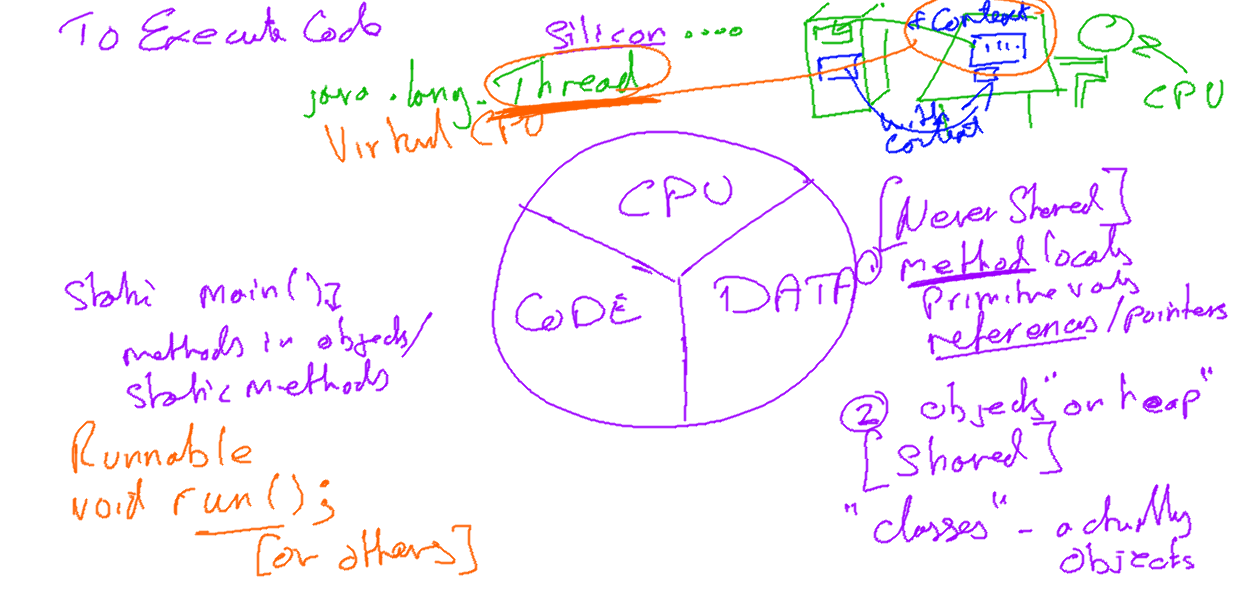 To Execute Code
Silicon ....
+ Context
java.lang.Thread
Virtual CPU
with
context
CPU
CPU
CODE
DATA
① [Never Shared]
method locals
primitive vals
references/pointers
static main();
methods in objects/
static methods
② objects "on heap"
[Shared]
"classes" - actually
objects
Runnable
void run();
[or others]